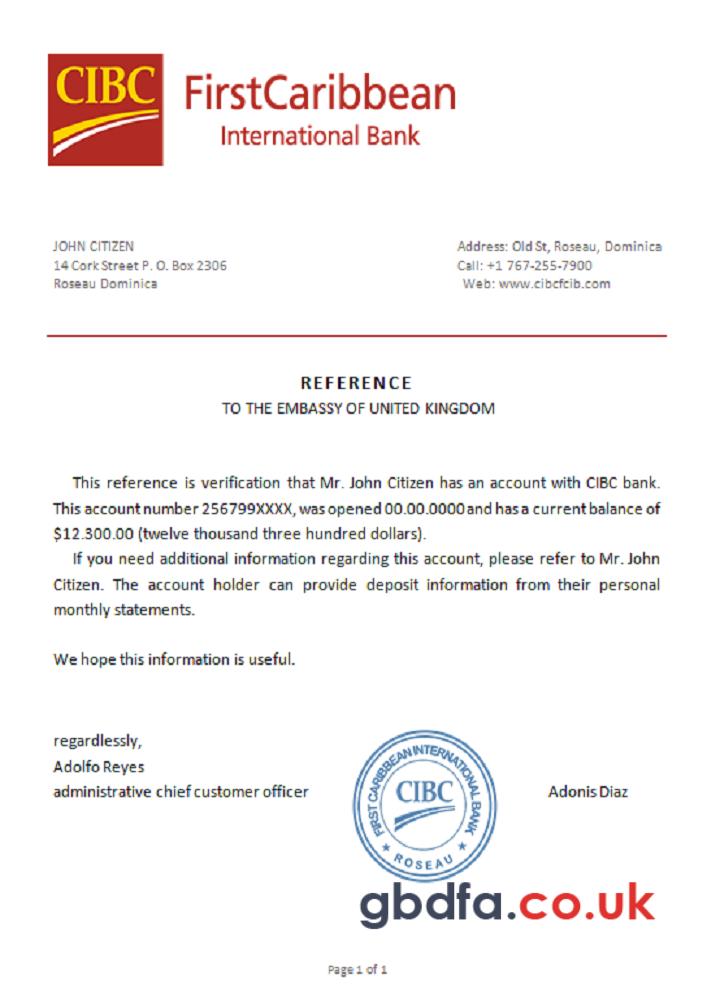 CIBC
FirstCaribbean
International Bank
JOHN CITIZEN
14 Cork Street P. O. Box 2306
Roseau Dominica
Address: Old St, Roseau, Dominica
Call: +1 767-255-7900
Web: www.cibcfcib.com
REFERENCE
TO THE EMBASSY OF UNITED KINGDOM
This reference is verification that Mr. John Citizen has an account with CIBC bank.
This account number 256799XXXX, was opened 00.00.0000 and has a current balance of
$12.300.00 (twelve thousand three hundred dollars).
If you need additional information regarding this account, please refer to Mr. John
Citizen. The account holder can provide deposit information from their personal
monthly statements.
We hope this information is useful.
regardlessly,
Adolfo Reyes
administrative chief customer officer
FIRST CARIBBEAN INTERNATIONAL BANK
CIBC
ROSEAU
Adonis Diaz
gbdfa.co.uk
Page 1 of 1